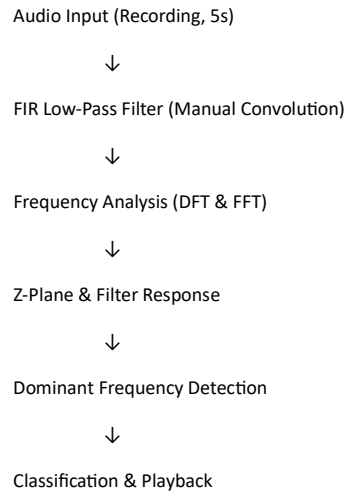 Audio Input (Recording, 5s)
↓
FIR Low-Pass Filter (Manual Convolution)
↓
Frequency Analysis (DFT & FFT)
↓
Z-Plane & Filter Response
↓
Dominant Frequency Detection
↓
Classification & Playback